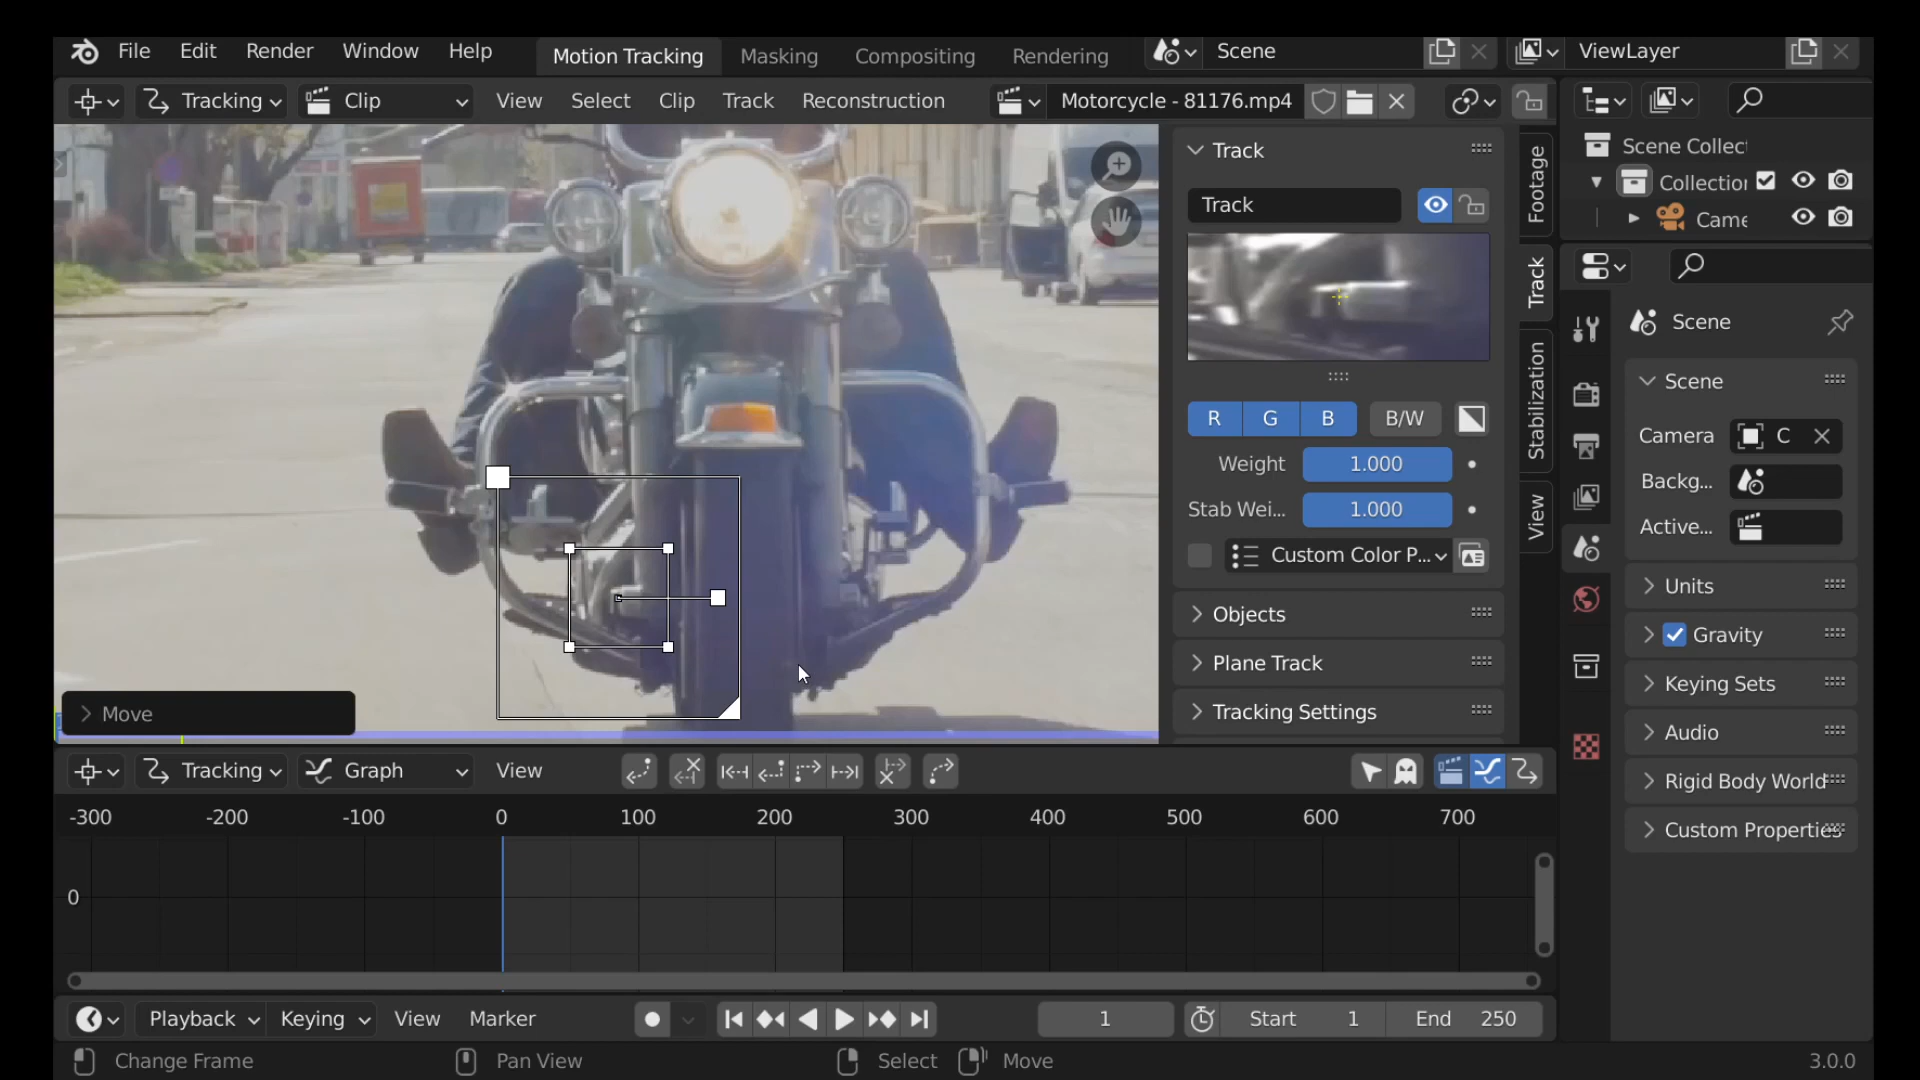 File Edit Render Window Help Motion Tracking Masking Compositing Rendering Scene ViewLayer
Tracking Clip View Select Clip Track Reconstruction Motorcycle - 81176.mp4
Scene Collec
Collection
Came
Track
Track
R G B B/W
Weight 1.000
Stab Wei... 1.000
Custom Color P...
Objects
Plane Track
Tracking Settings
Footage
Track
Stabilization
View
Scene
Scene
Camera C
Backg...
Active...
Units
Gravity
Keying Sets
Audio
Rigid Body World
Custom Properties
Move
Tracking Graph View
-300 -200 -100 0 100 200 300 400 500 600 700
0
Playback Keying View Marker 1 Start 1 End 250
Change Frame Pan View Select Move 3.0.0